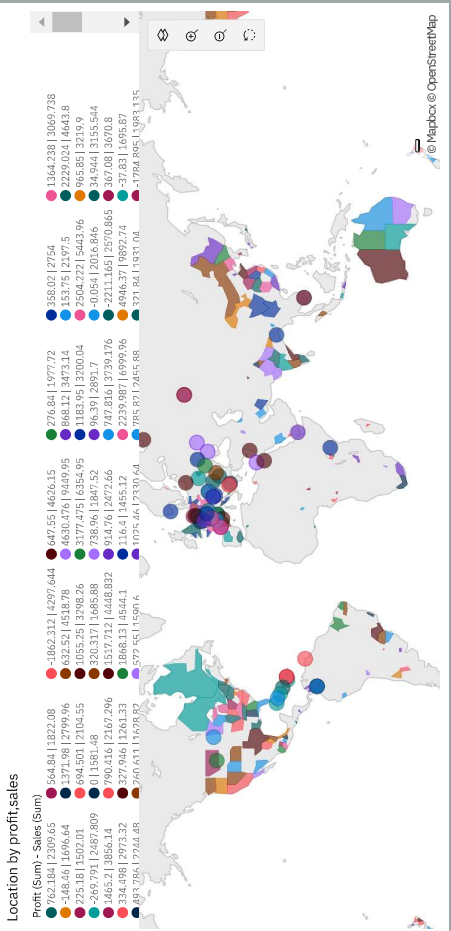 Location by profit,sales
Profit (Sum) - Sales (Sum)
762.184 | 2309.65 564.84 | 1822.08 -1862.312 | 4297.644 647.55 | 4626.15 276.84 | 1977.72 358.02 | 2754 1364.238 | 3069.738
-148.46 | 1696.64 1371.98 | 2799.96 632.52 | 4518.78 4630.476 | 9449.95 868.12 | 3473.14 153.75 | 2197.5 2229.024 | 4643.8
225.18 | 1502.01 694.501 | 2104.55 1055.25 | 3298.26 3177.475 | 6354.95 1183.95 | 3200.04 2504.222 | 5443.96 965.85 | 3219.9
-269.791 | 2487.809 0 | 1581.48 320.317 | 1685.88 738.96 | 1847.52 96.39 | 2891.7 -0.054 | 2016.846 34.944 | 3155.544
1465.2 | 3856.14 790.416 | 2167.296 1517.712 | 4448.832 914.76 | 2472.66 747.816 | 3739.176 -2211.165 | 2570.865 367.08 | 3670.8
334.498 | 2973.32 327.946 | 1261.33 1868.13 | 4544.1 116.4 | 1455.12 2239.987 | 6999.96 4946.37 | 9892.74 -37.83 | 1695.87
© Mapbox © OpenStreetMap